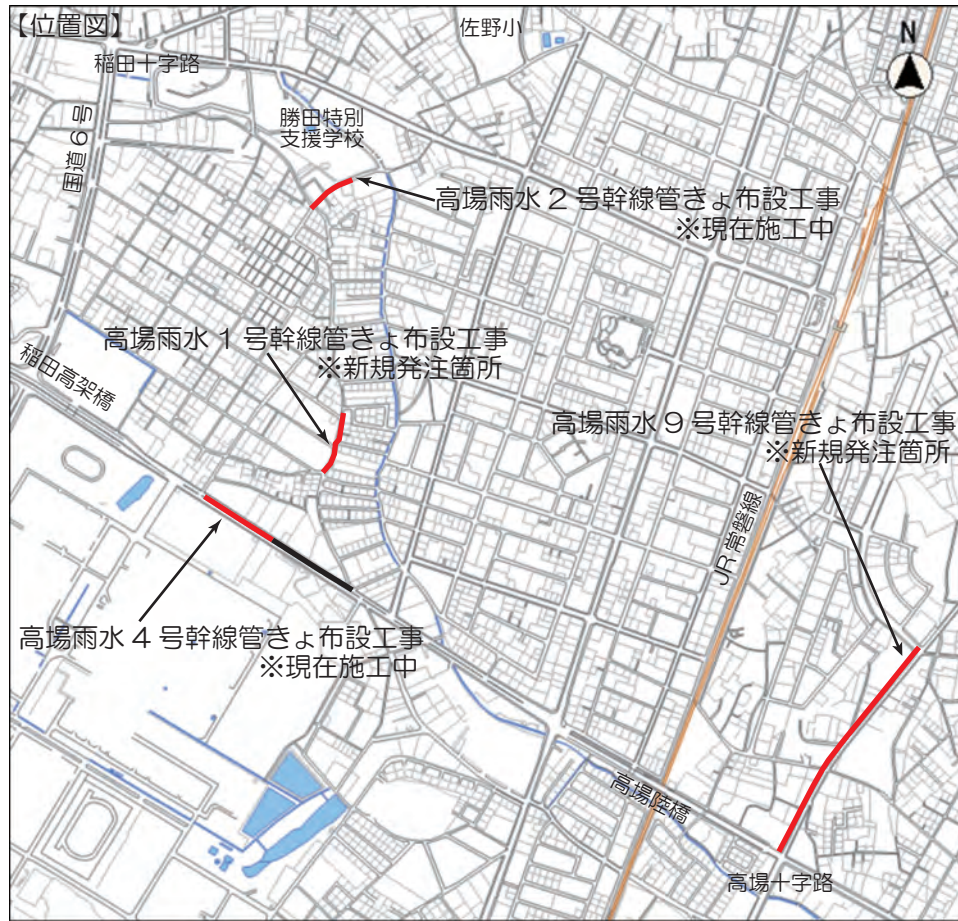 【位置図】
佐野小
N
稲田十字路
勝田特別
支援学校
国道6号
高場雨水2号幹線管きょ布設工事
※現在施工中
高場雨水1号幹線管きょ布設工事
※新規発注箇所
稲田高架橋
高場雨水9号幹線管きょ布設工事
※新規発注箇所
JR常磐線
高場雨水4号幹線管きょ布設工事
※現在施工中
高場陸橋
高場十字路